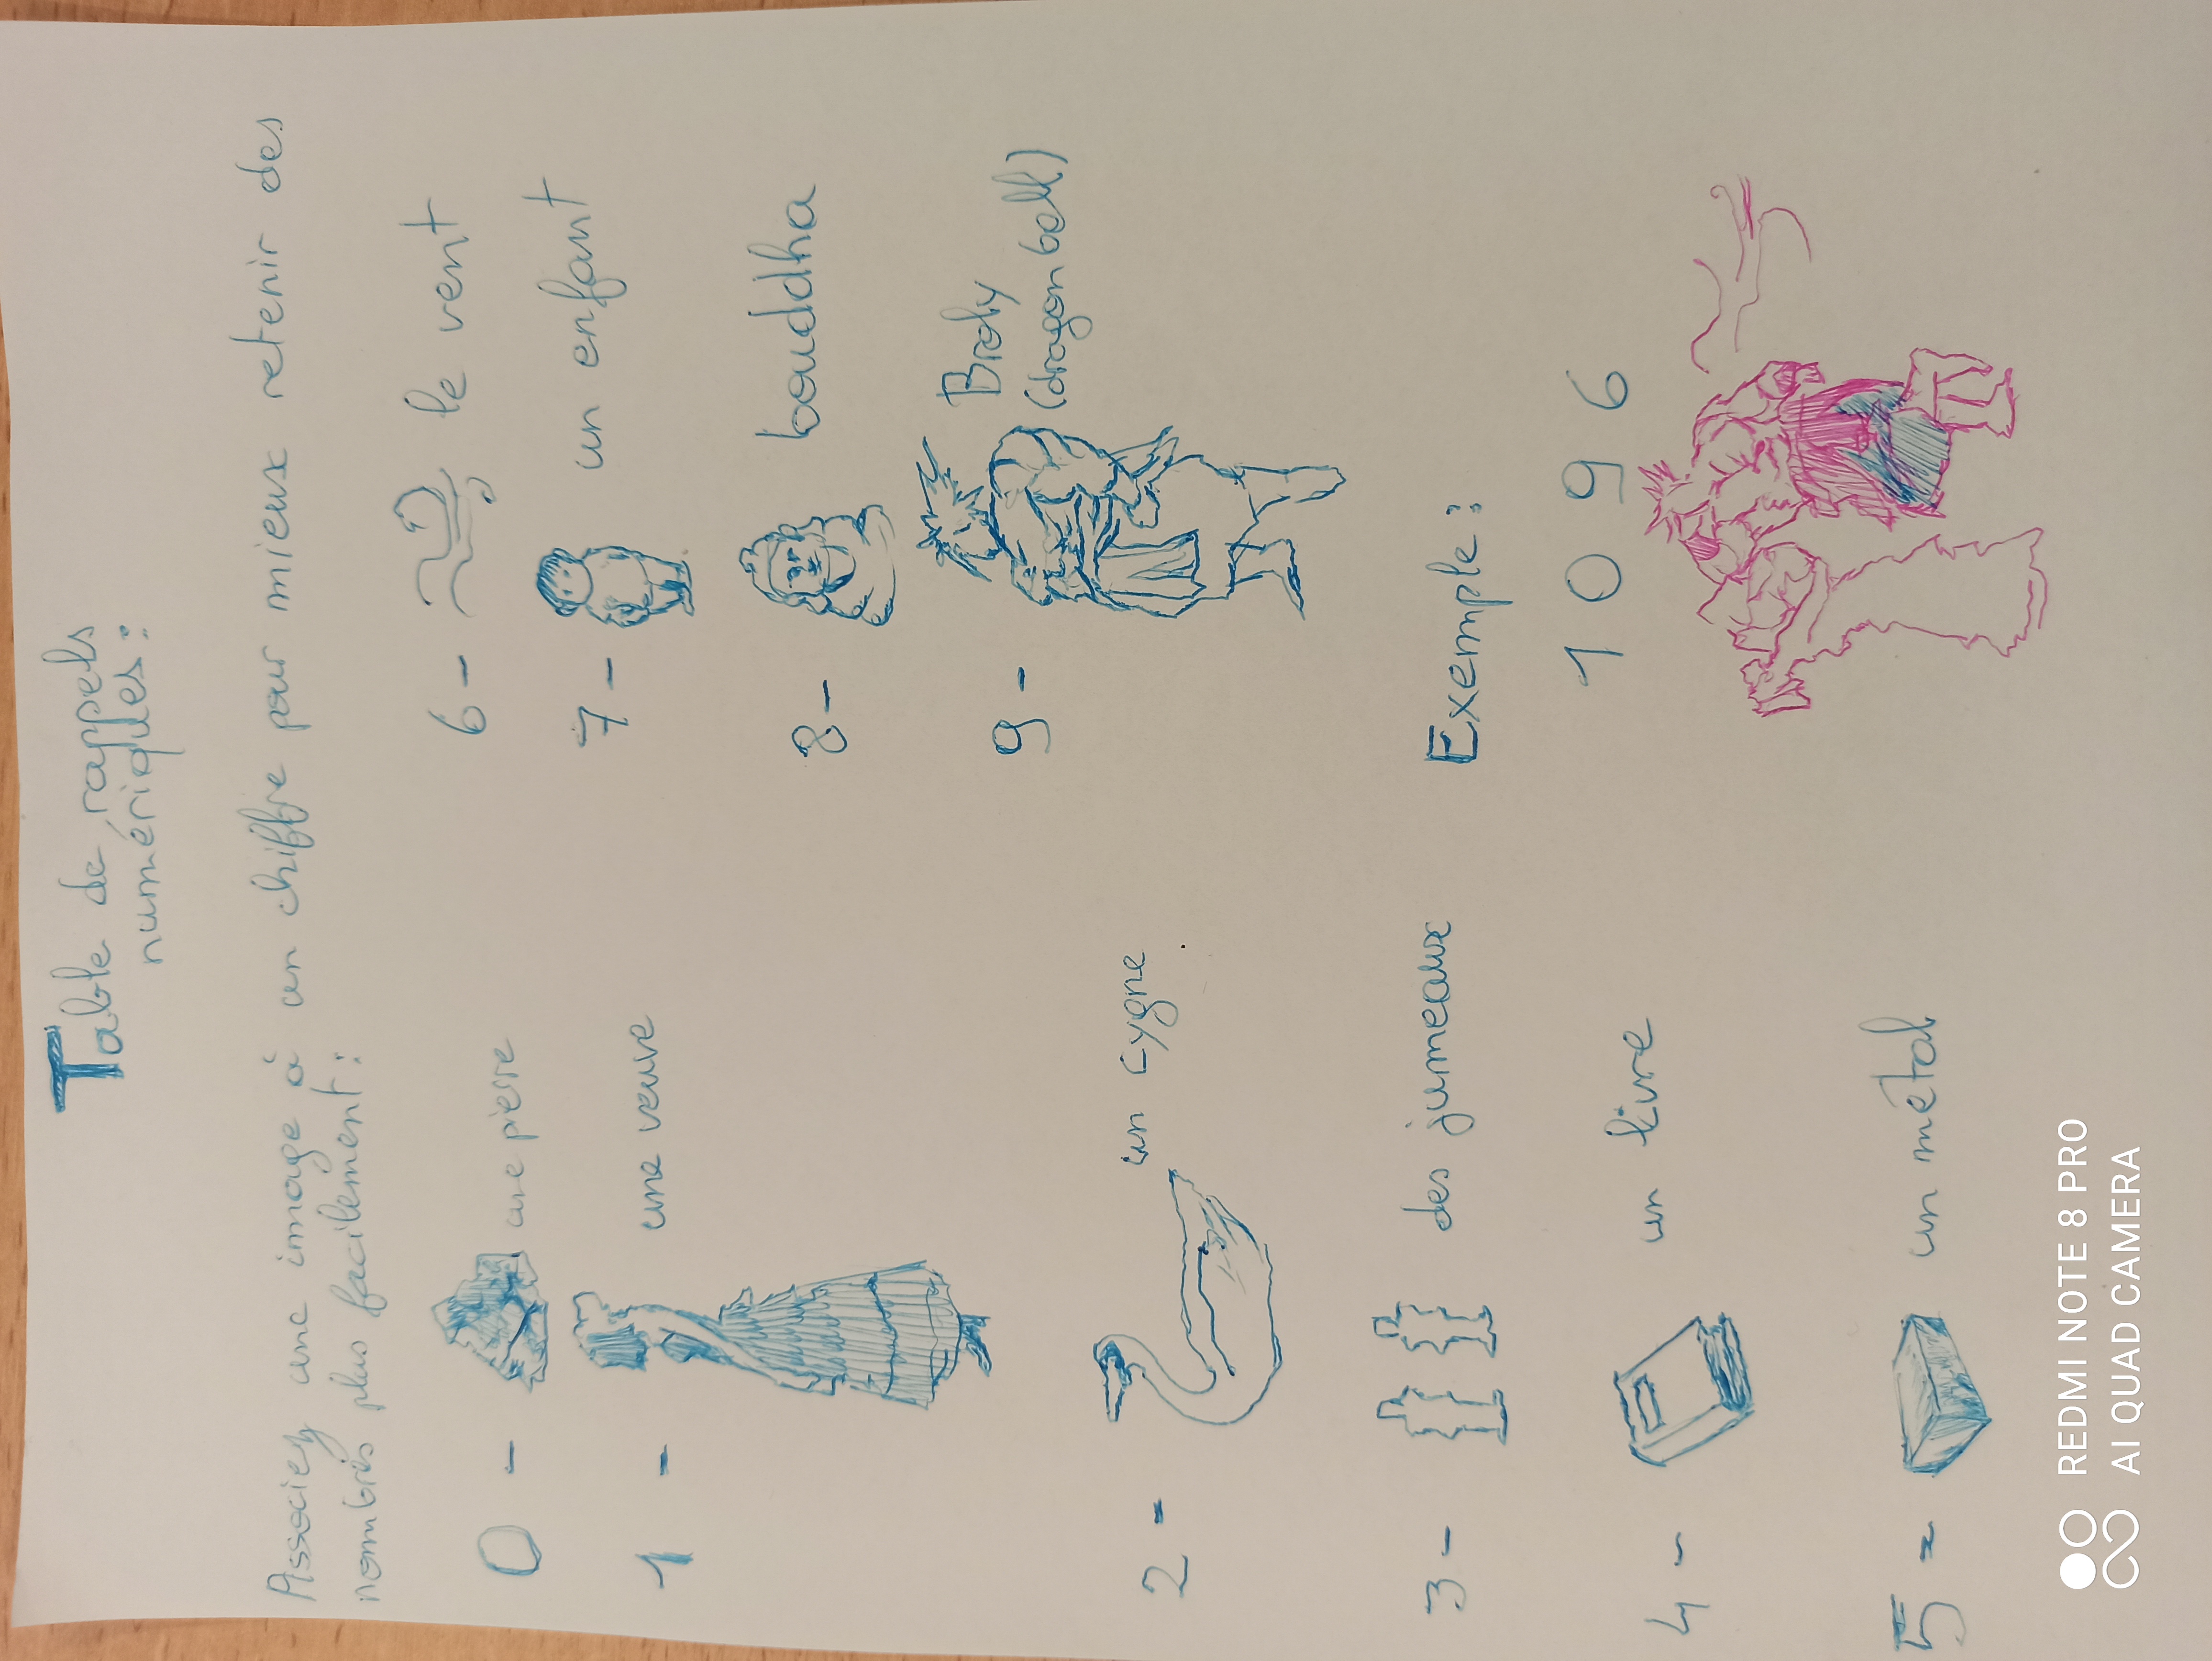 Table de rappels
numériques :
Associez une image à un chiffre pour mieux retenir des
nombres plus facilement :
0 - une pierre
1 - une veuve
2 - un cygne
3 - des jumeaux
4 - un livre
5 - un métal
6 - le vent
7 - un enfant
8 - bouddha
9 - Broly
(dragon ball)
Exemple :
1 0 9 6
REDMI NOTE 8 PRO
AI QUAD CAMERA